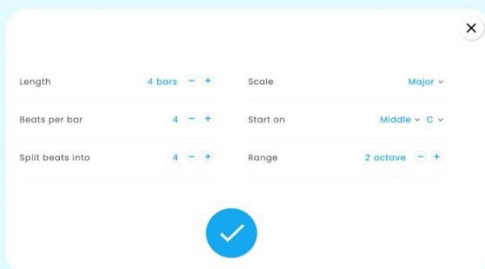 Length 4 bars - + Scale Major
Beats per bar 4 - + Start on Middle C
Split beats into 4 - + Range 2 octave - +